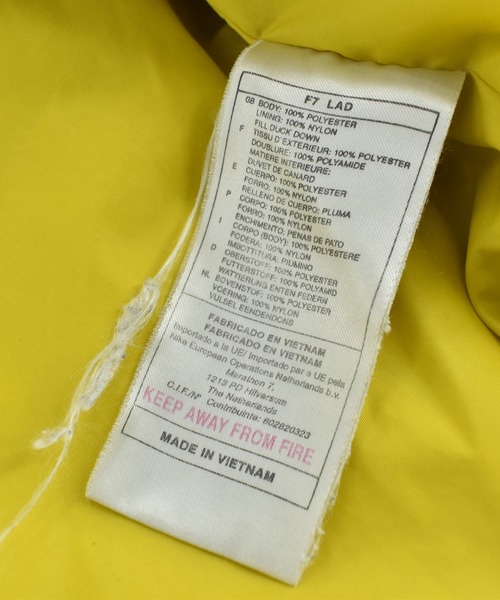 F7 LAD
08 BODY: 100% POLYESTER
LINING: 100% NYLON
FILL DUCK DOWN
F TISSU D'EXTERIEUR: 100% POLYESTER
DOUBLURE: 100% POLYAMIDE
MATIERE INTERIEURE:
DUVET DE CANARD
E CUERPO: 100% POLYESTER
FORRO: 100% NYLON
RELLENO DE CUERPO: PLUMA
P CORPO: 100% POLYESTER
FORRO: 100% NYLON
ENCHIMENTO: PENAS DE PATO
I CORPO (BODY): 100% POLYESTERE
FODERA: 100% NYLON
IMBOTTITURA: PIUMINO
D OBERSTOFF: 100% POLYESTER
FUTTERSTOFF: 100% POLYAMID
WATTIERUNG ENTEN FEDERN
NL BOVENSTOF: 100% POLYESTER
VOERING: 100% NYLON
VULSEL EENDENDONS
FABRICADO EN VIETNAM
FABRICADO EM VIETNAM
Importado a la UE/ Importado par a UE pela
Nike European Operations Netherlands b.v.
Marathon 7,
1213 PD Hilversum
The Netherlands
C.I.F./Nº Contribuinte: 802820323
KEEP AWAY FROM FIRE
MADE IN VIETNAM